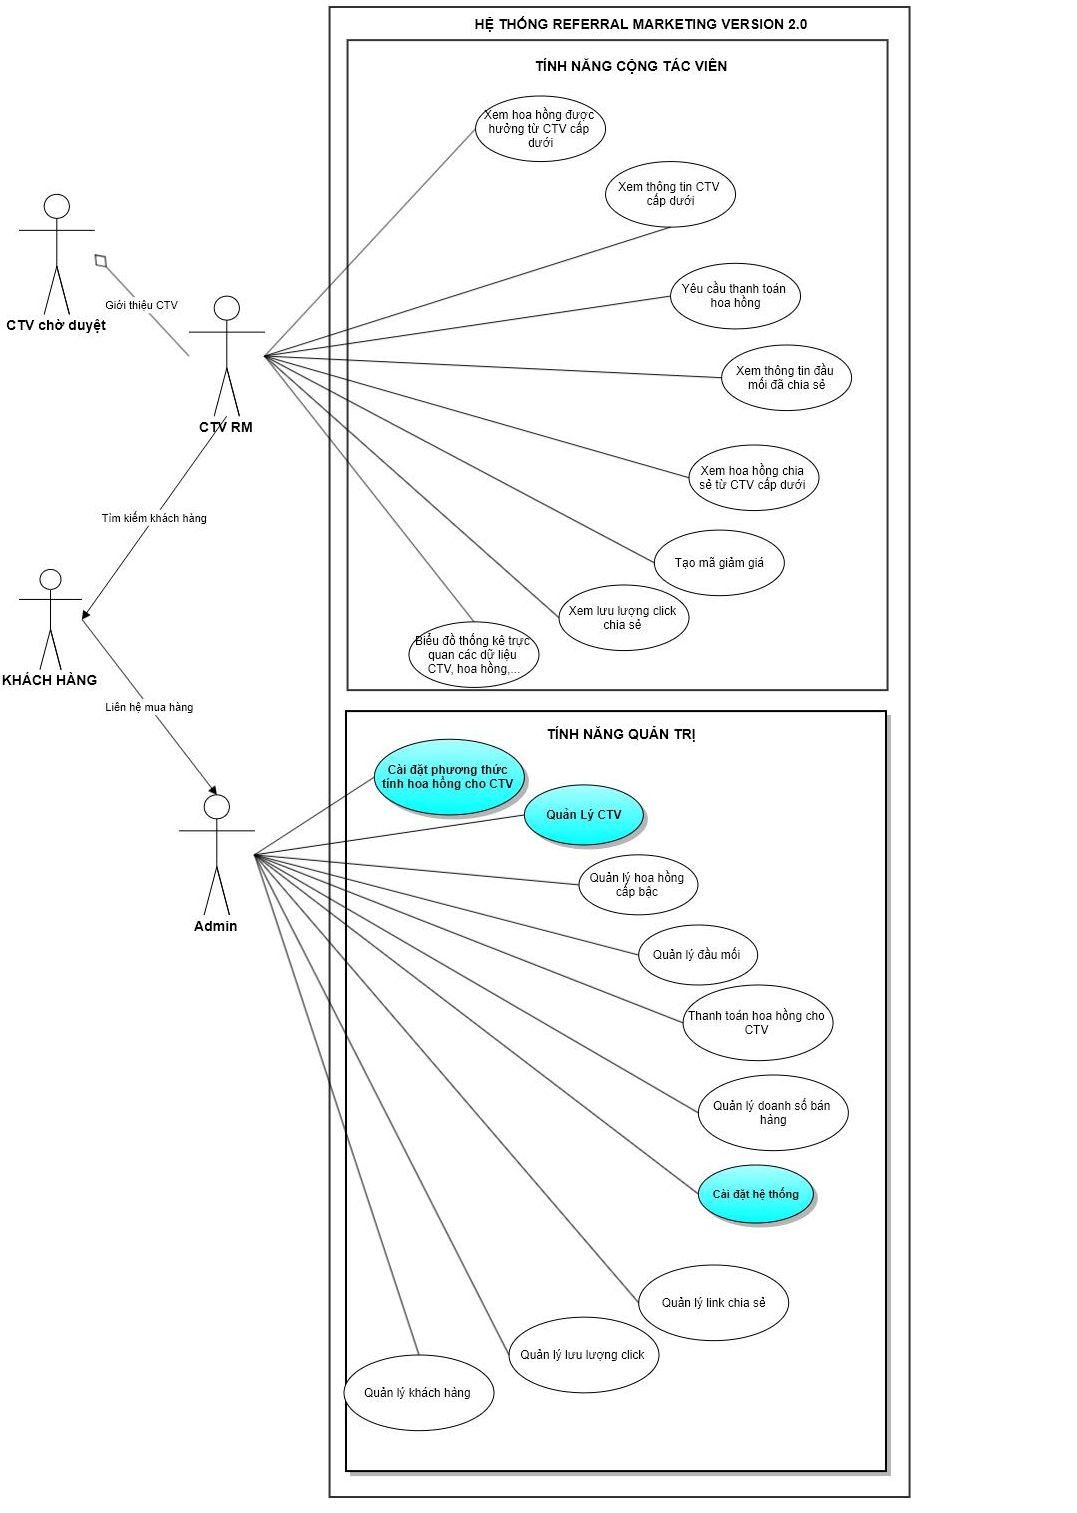 HỆ THỐNG REFERRAL MARKETING VERSION 2.0
TÍNH NĂNG CỘNG TÁC VIÊN
Xem hoa hồng được
hưởng từ CTV cấp
dưới
Xem thông tin CTV
cấp dưới
Yêu cầu thanh toán
hoa hồng
Xem thông tin đầu
mối đã chia sẻ
Xem hoa hồng chia
sẻ từ CTV cấp dưới
Tạo mã giảm giá
Xem lưu lượng click
chia sẻ
Biểu đồ thống kê trực
quan các dữ liệu
CTV, hoa hồng,...
CTV chờ duyệt
Giới thiệu CTV
CTV RM
Tìm kiếm khách hàng
KHÁCH HÀNG
Liên hệ mua hàng
Admin
TÍNH NĂNG QUẢN TRỊ
Cài đặt phương thức
tính hoa hồng cho CTV
Quản Lý CTV
Quản lý hoa hồng
cấp bậc
Quản lý đầu mối
Thanh toán hoa hồng cho
CTV
Quản lý doanh số bán
hàng
Cài đặt hệ thống
Quản lý link chia sẻ
Quản lý lưu lượng click
Quản lý khách hàng